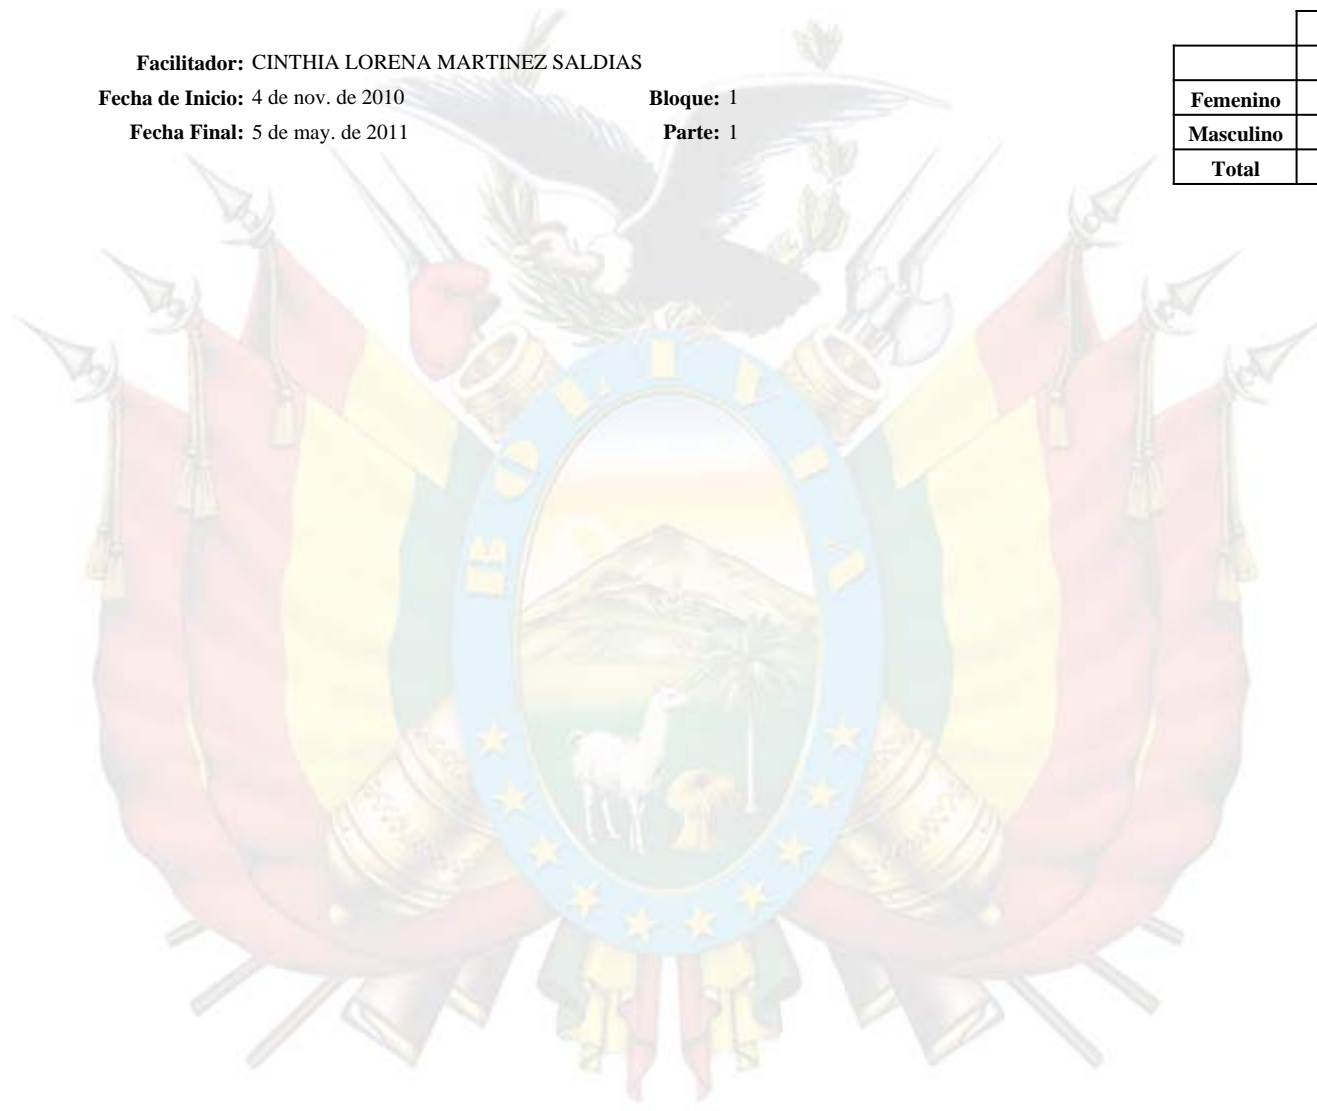 Facilitador: CINTHIA LORENA MARTINEZ SALDIAS
Fecha de Inicio: 4 de nov. de 2010 Bloque: 1
Fecha Final: 5 de may. de 2011 Parte: 1
Femenino
Masculino
Total
BOLIVIA